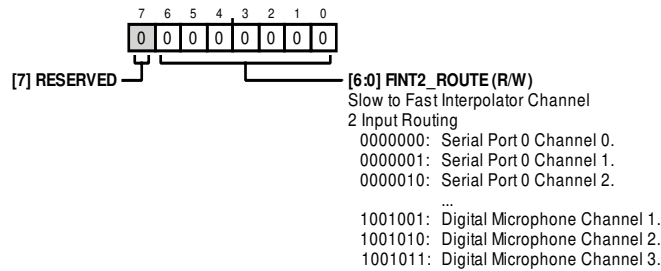 7 6 5 4 3 2 1 0
0 0 0 0 0 0 0 0
[7] RESERVED
[6:0] FINT2_ROUTE (R/W)
Slow to Fast Interpolator Channel
2 Input Routing
0000000: Serial Port 0 Channel 0.
0000001: Serial Port 0 Channel 1.
0000010: Serial Port 0 Channel 2.
...
1001001: Digital Microphone Channel 1.
1001010: Digital Microphone Channel 2.
1001011: Digital Microphone Channel 3.